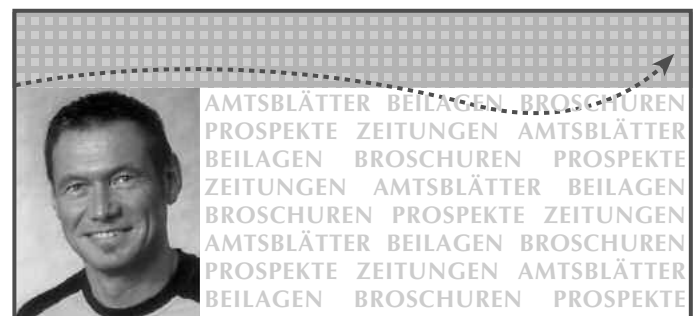 AMTSBLÄTTER BEILAGEN BROSCHUREN
PROSPEKTE ZEITUNGEN AMTSBLÄTTER
BEILAGEN BROSCHUREN PROSPEKTE
ZEITUNGEN AMTSBLÄTTER BEILAGEN
BROSCHUREN PROSPEKTE ZEITUNGEN
AMTSBLÄTTER BEILAGEN BROSCHUREN
PROSPEKTE ZEITUNGEN AMTSBLÄTTER
BEILAGEN BROSCHUREN PROSPEKTE